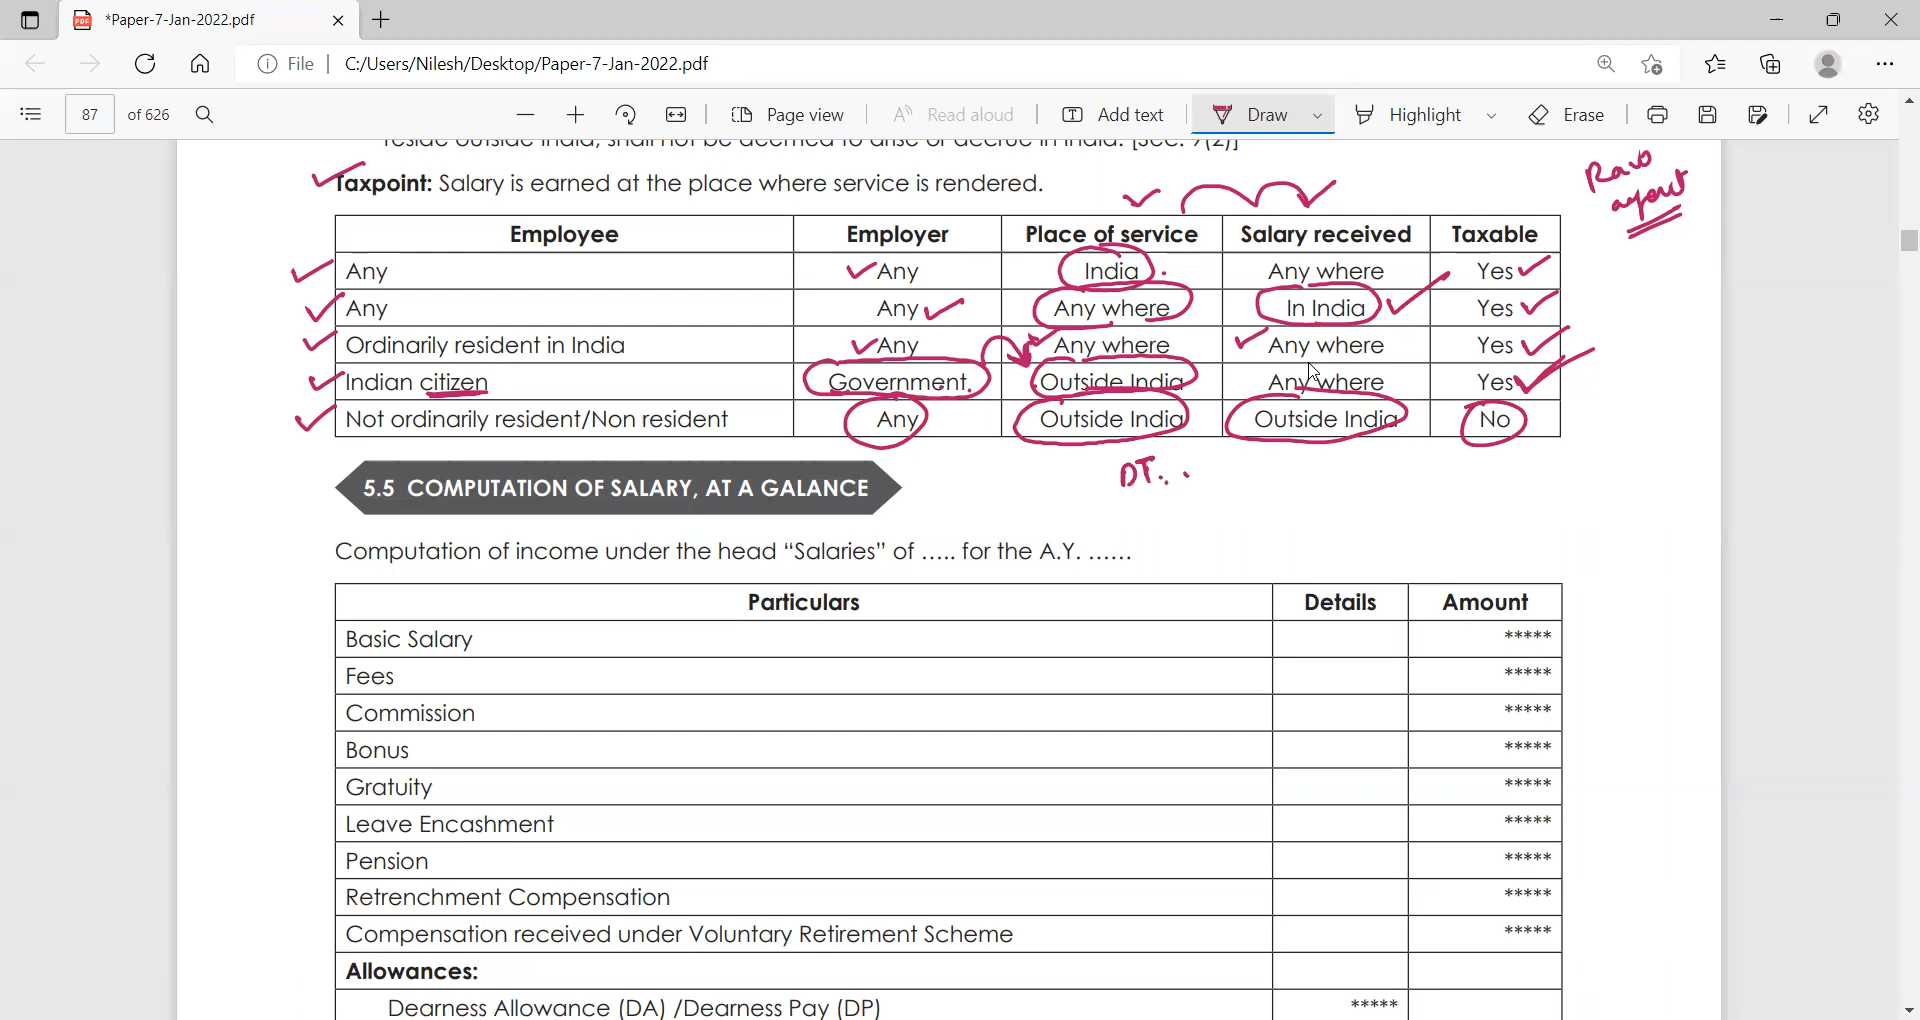 *Paper-7-Jan-2022.pdf
File | C:/Users/Nilesh/Desktop/Paper-7-Jan-2022.pdf
87 of 626 Page view Read aloud Add text Draw Highlight Erase
Taxpoint: Salary is earned at the place where service is rendered.
Employee Employer Place of service Salary received Taxable
Any Any India Any where Yes
Any Any Any where In India Yes
Ordinarily resident in India Any Any where Any where Yes
Indian citizen Government Outside India Any where Yes
Not ordinarily resident/Non resident Any Outside India Outside India No
DT..
5.5 COMPUTATION OF SALARY, AT A GALANCE
Computation of income under the head “Salaries” of ..... for the A.Y. ......
Particulars Details Amount
Basic Salary *****
Fees *****
Commission *****
Bonus *****
Gratuity *****
Leave Encashment *****
Pension *****
Retrenchment Compensation *****
Compensation received under Voluntary Retirement Scheme *****
Allowances:
Dearness Allowance (DA) /Dearness Pay (DP) *****